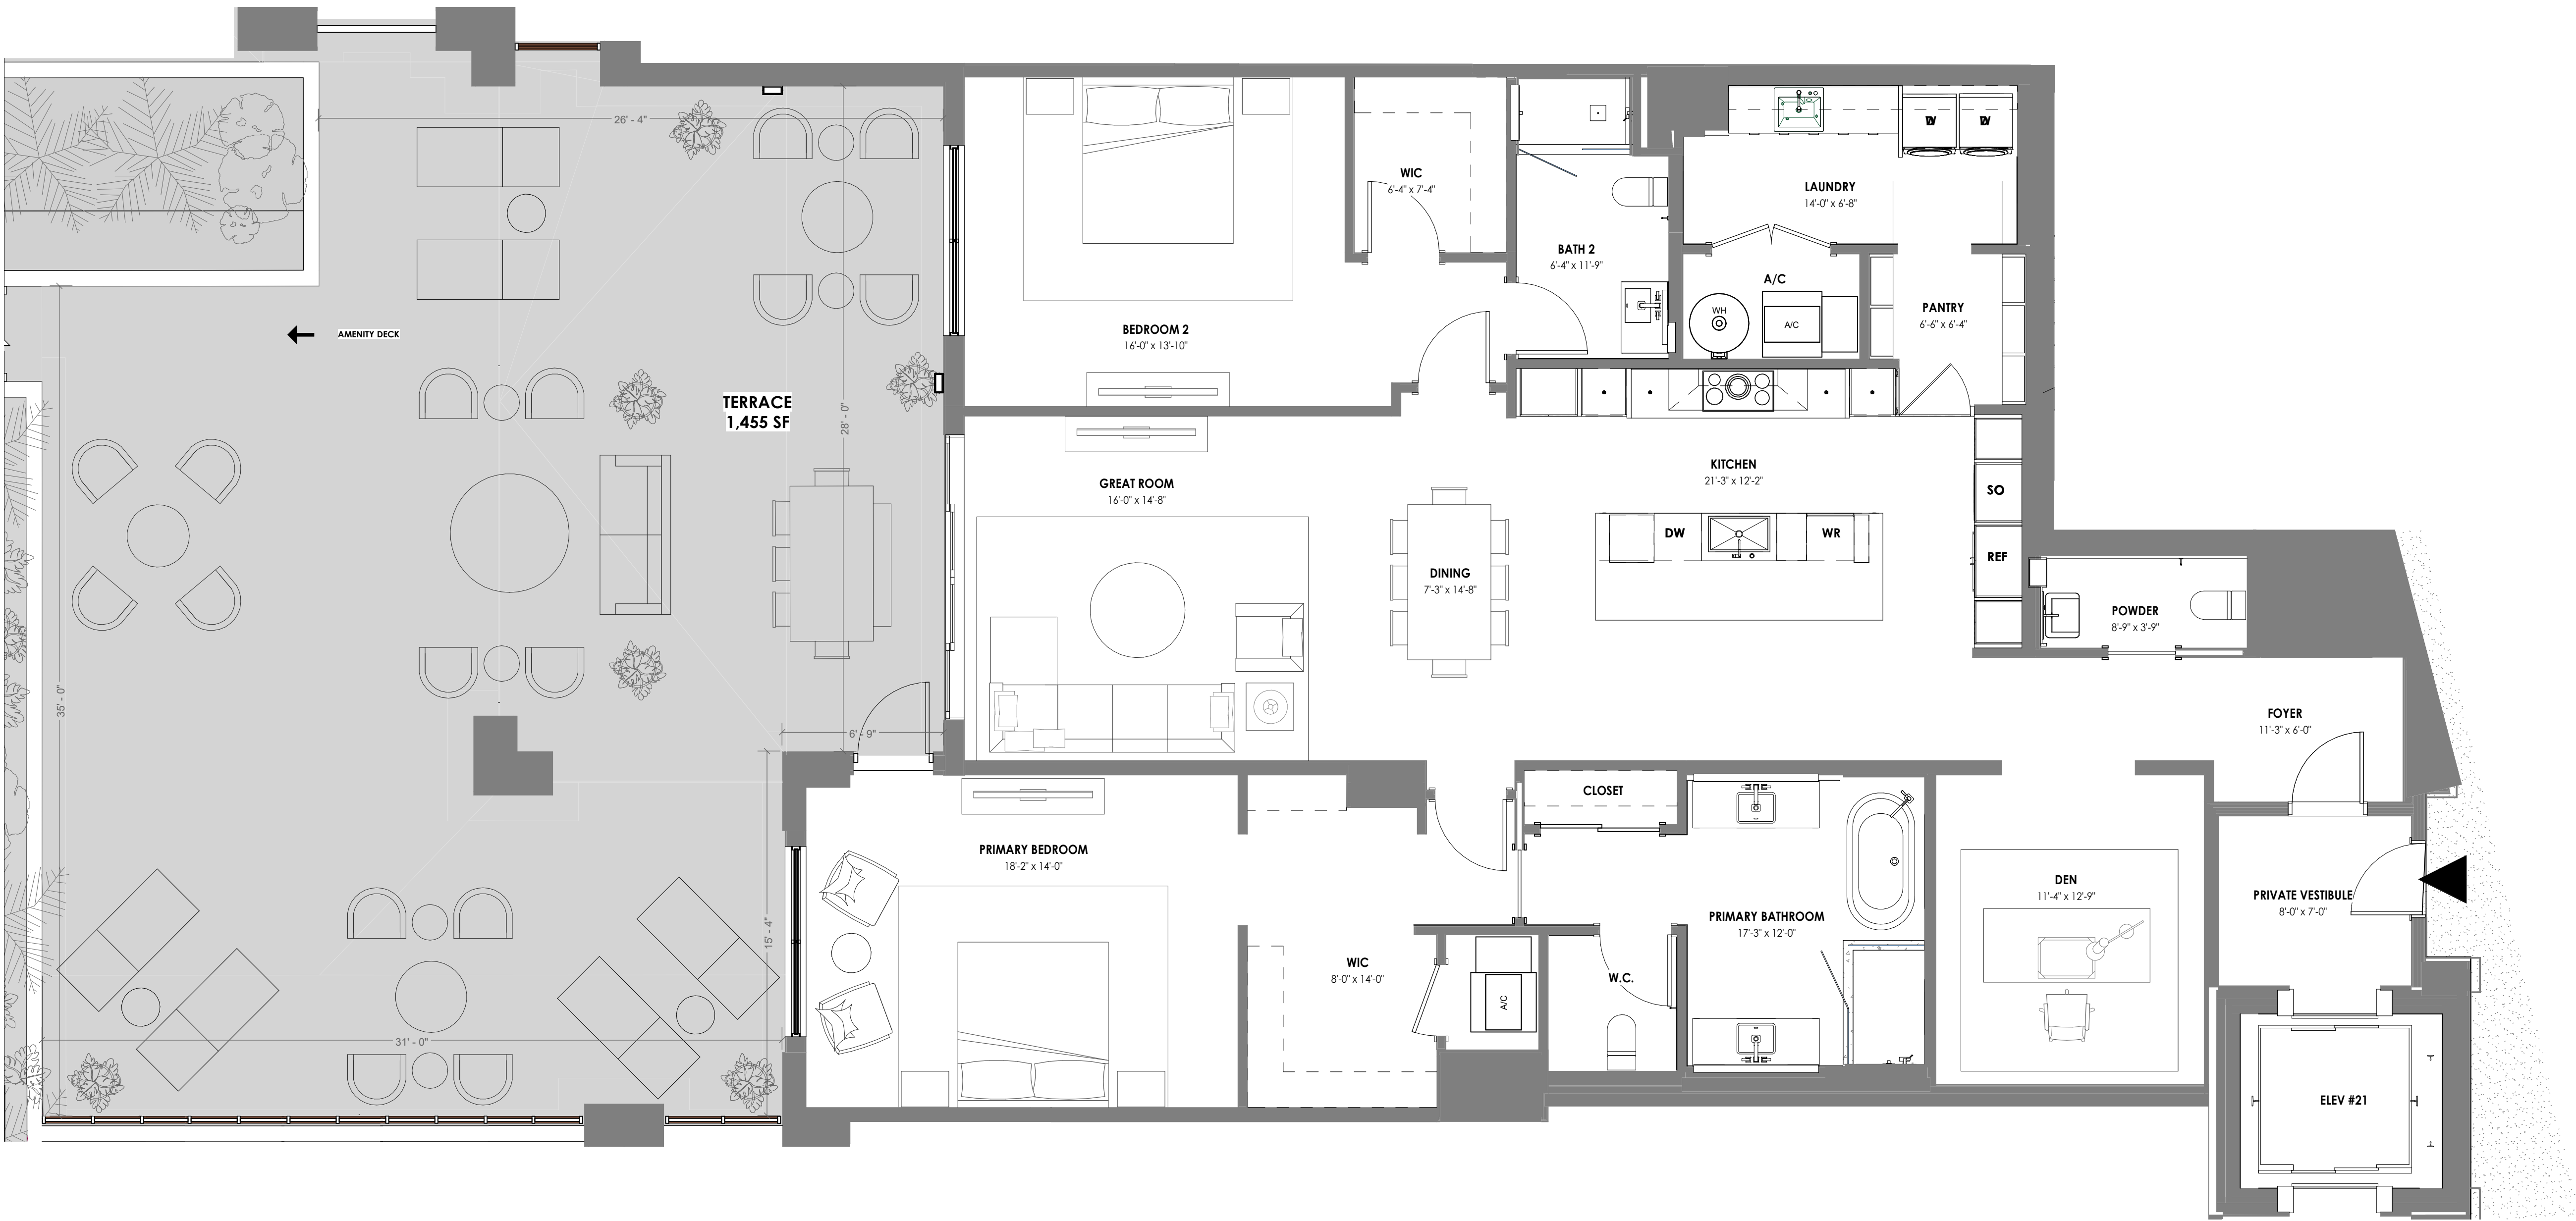 26' - 4"
AMENITY DECK
TERRACE
1,455 SF
28' - 0"
35' - 0"
6' - 9"
15' - 4"
31' - 0"
BEDROOM 2
16'-0" x 13'-10"
WIC
6'-4" x 7'-4"
BATH 2
6'-4" x 11'-9"
LAUNDRY
14'-0" x 6'-8"
A/C
WH
A/C
PANTRY
6'-6" x 6'-4"
GREAT ROOM
16'-0" x 14'-8"
DINING
7'-3" x 14'-8"
KITCHEN
21'-3" x 12'-2"
DW
WR
SO
REF
POWDER
8'-9" x 3'-9"
FOYER
11'-3" x 6'-0"
PRIMARY BEDROOM
18'-2" x 14'-0"
WIC
8'-0" x 14'-0"
A/C
CLOSET
W.C.
PRIMARY BATHROOM
17'-3" x 12'-0"
DEN
11'-4" x 12'-9"
PRIVATE VESTIBULE
8'-0" x 7'-0"
ELEV #21